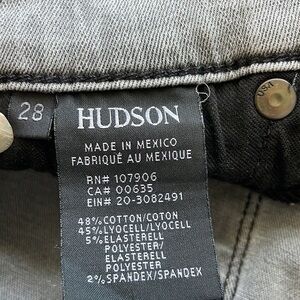 28
HUDSON
MADE IN MEXICO
FABRIQUÉ AU MEXIQUE
RN# 107906
CA# 00635
EIN# 20-3082491
48%COTTON/COTON
45%LYOCELL/LYOCELL
5%ELASTERELL
POLYESTER/
ELASTERELL
POLYESTER
2%SPANDEX/SPANDEX
USA